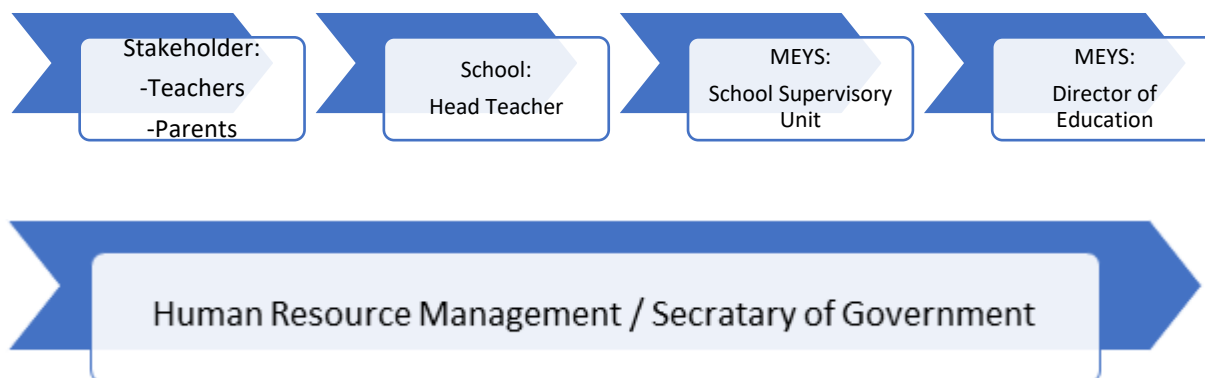 Stakeholder:
-Teachers
-Parents
School:
Head Teacher
MEYS:
School Supervisory
Unit
MEYS:
Director of
Education
Human Resource Management / Secratary of Government